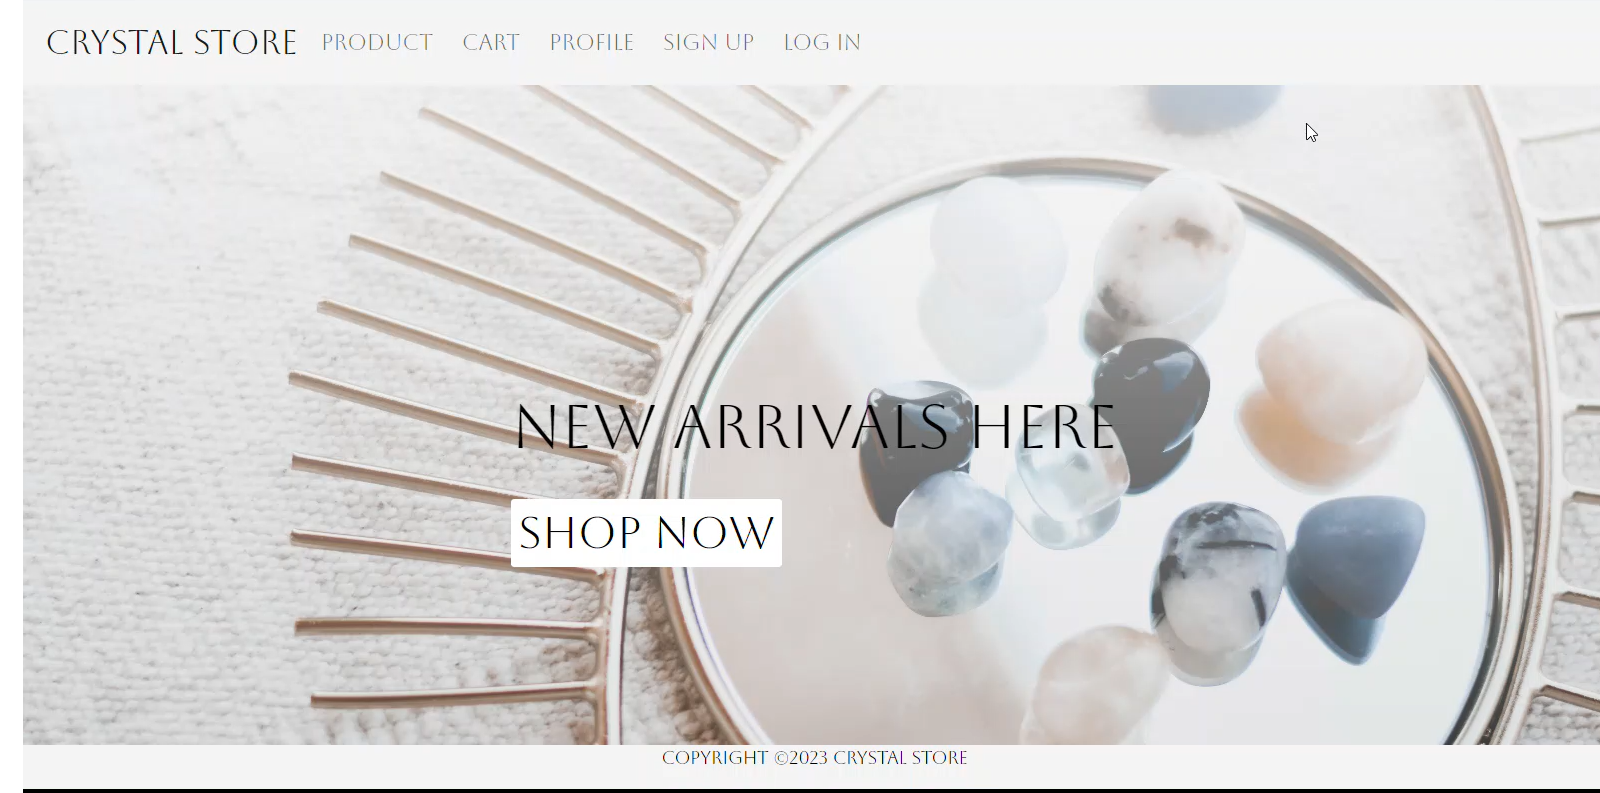 CRYSTAL STORE PRODUCT CART PROFILE SIGN UP LOG IN
NEW ARRIVALS HERE
SHOP NOW
COPYRIGHT ©2023 CRYSTAL STORE